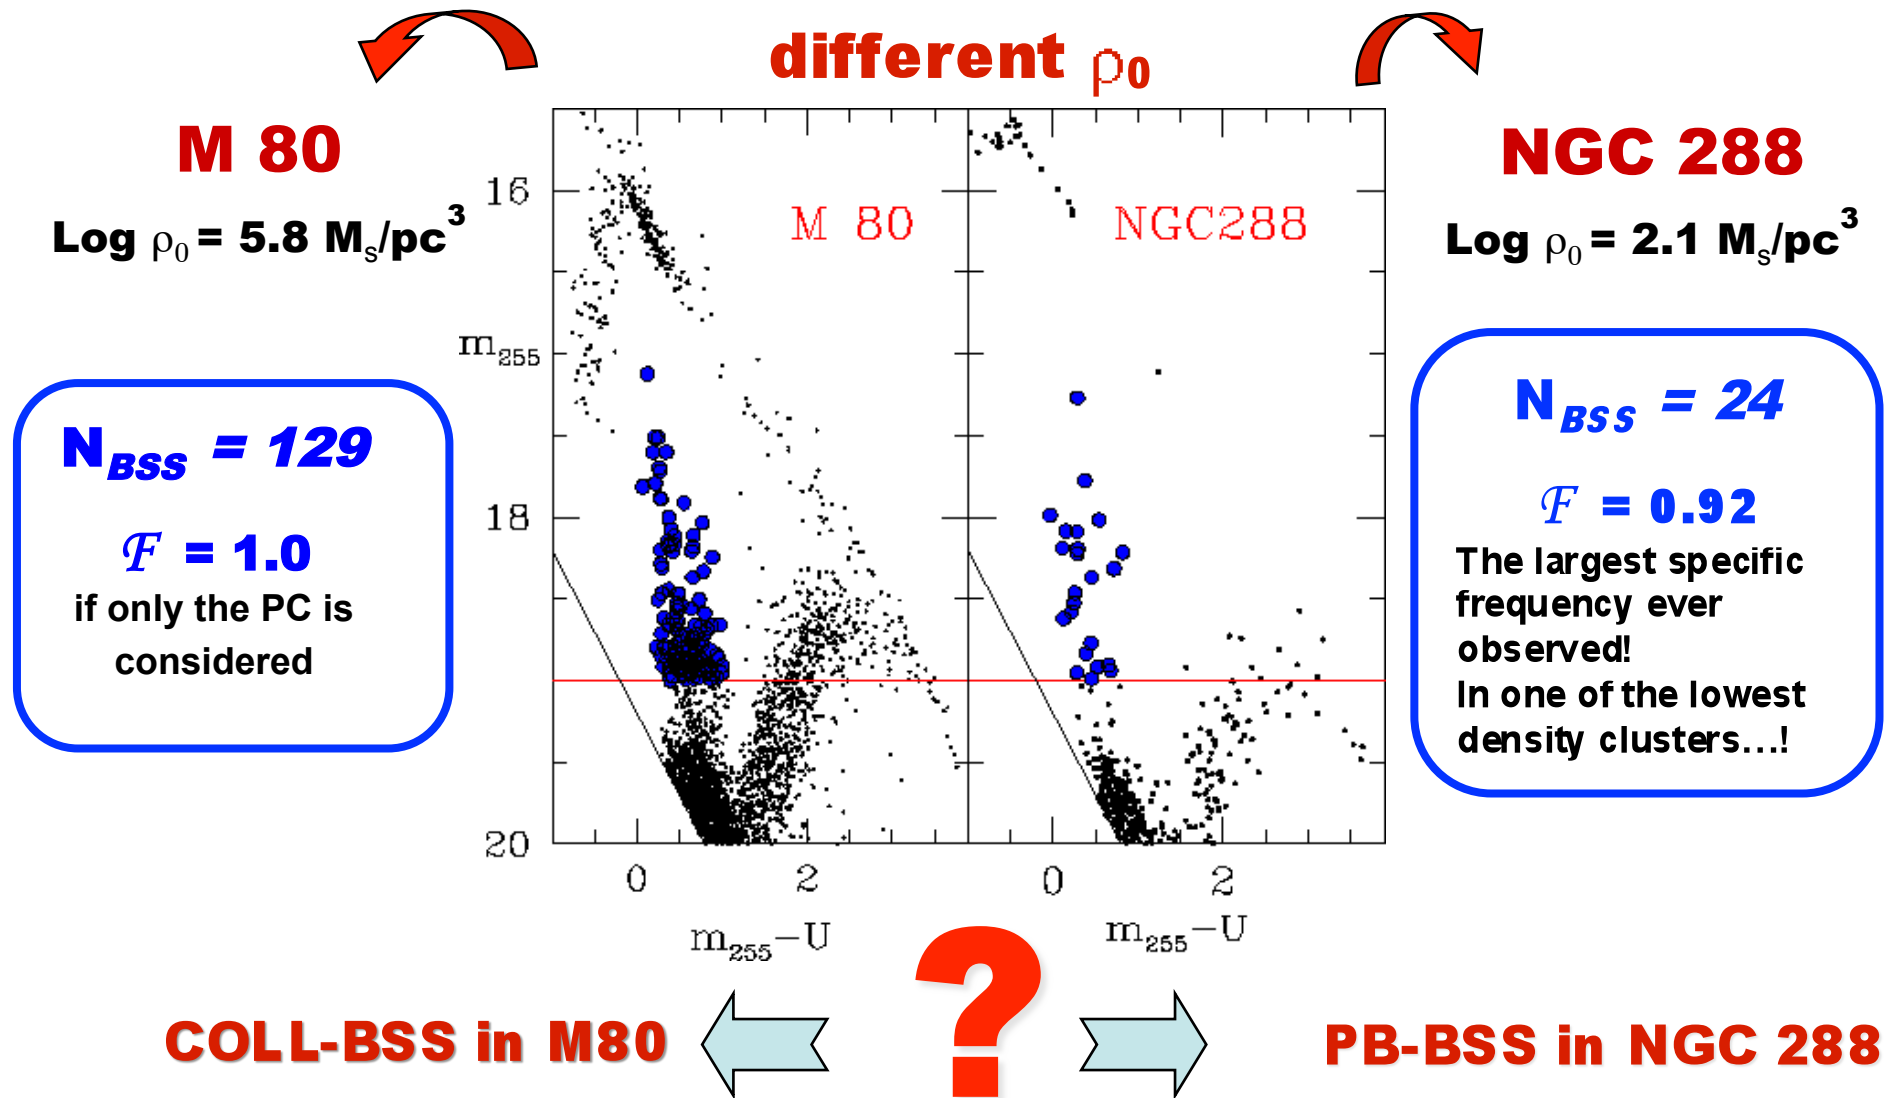 different ρ₀
M 80
Log ρ₀ = 5.8 Mₛ/pc³
N_BSS = 129
ℱ = 1.0
if only the PC is
considered
NGC 288
Log ρ₀ = 2.1 Mₛ/pc³
N_BSS = 24
ℱ = 0.92
The largest specific
frequency ever
observed!
In one of the lowest
density clusters...!
M 80
NGC288
16
m₂₅₅
18
20
0 2
0 2
m₂₅₅−U
m₂₅₅−U
?
COLL-BSS in M80
PB-BSS in NGC 288